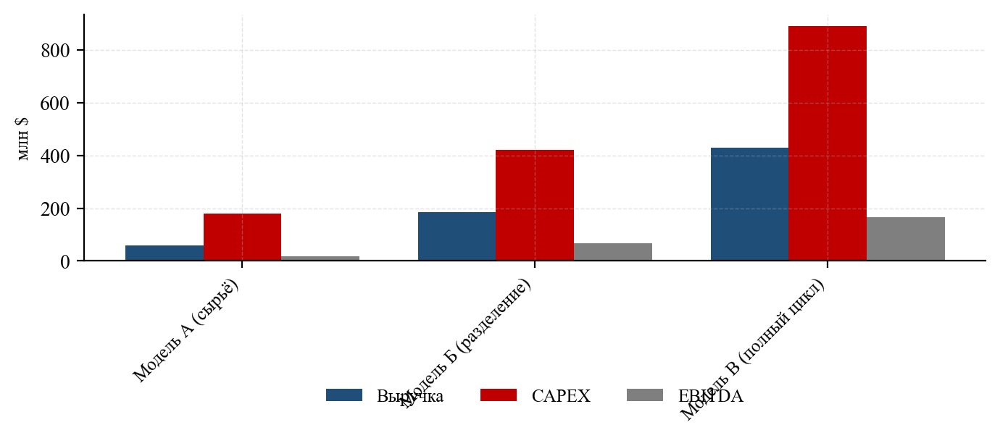 млн $
800
600
400
200
0
Модель А (сырьё)
Модель Б (разделение)
Модель В (полный цикл)
Выручка
CAPEX
EBITDA